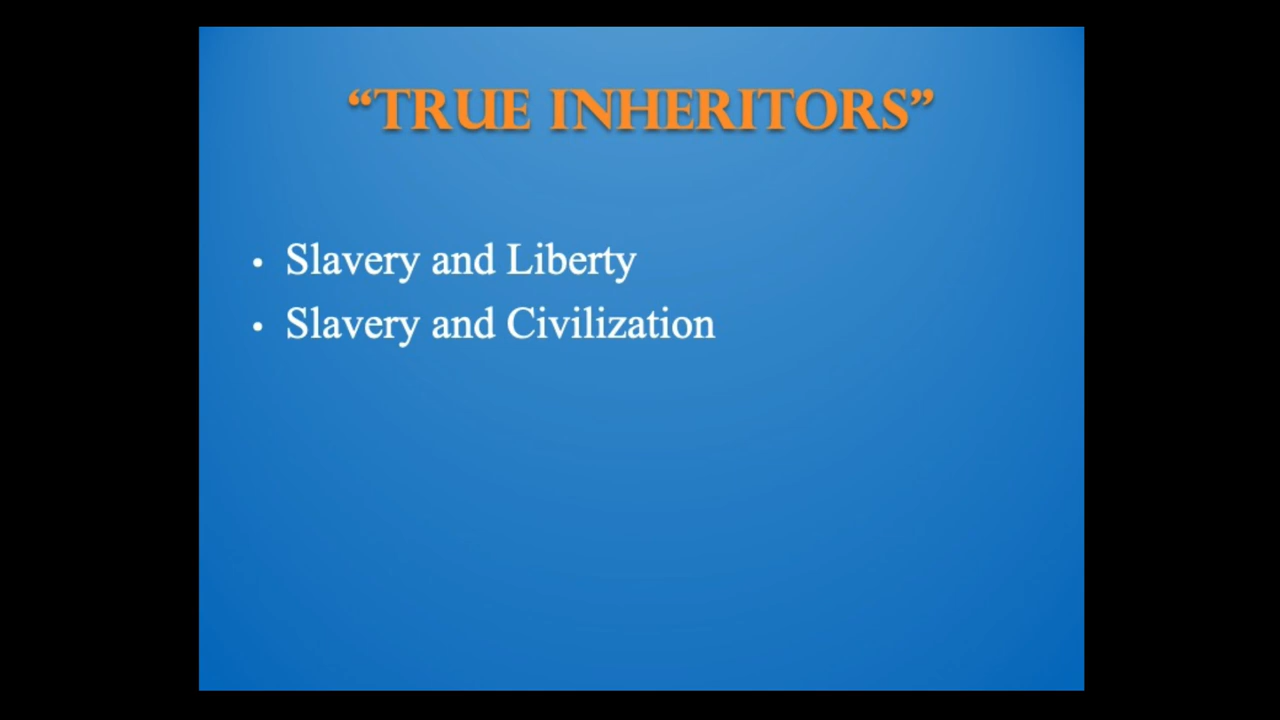 “TRUE INHERITORS”
• Slavery and Liberty
• Slavery and Civilization